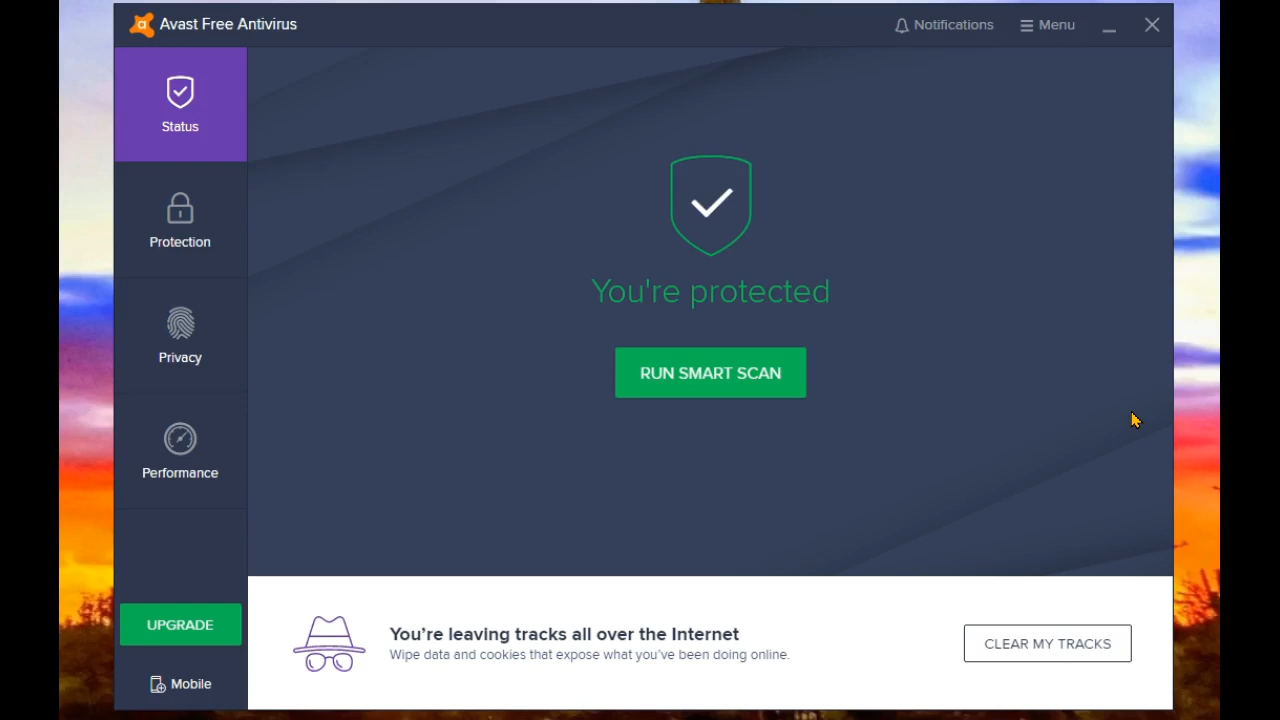 Avast Free Antivirus
Notifications
Menu
Status
Protection
Privacy
Performance
UPGRADE
Mobile
You're protected
RUN SMART SCAN
You’re leaving tracks all over the Internet
Wipe data and cookies that expose what you’ve been doing online.
CLEAR MY TRACKS